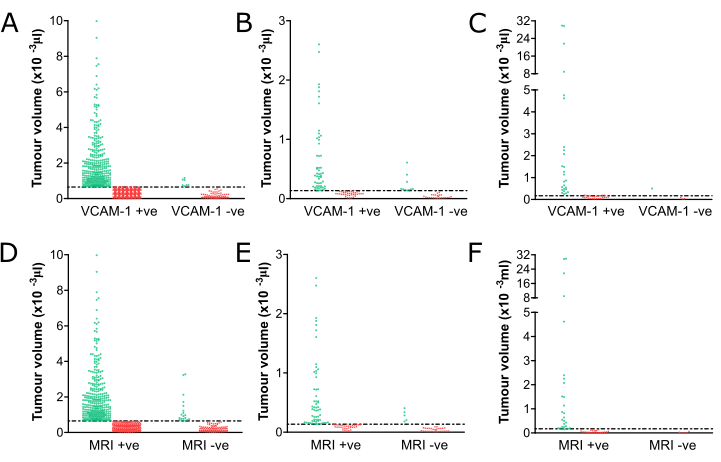 A
Tumour volume (x10 -3µl)
10
8
6
4
2
0
VCAM-1 +ve
VCAM-1 -ve
B
Tumour volume (x10 -3µl)
3
2
1
0
VCAM-1 +ve
VCAM-1 -ve
C
Tumour volume (x10 -3µl)
32
24
16
8
5
4
3
2
1
0
VCAM-1 +ve
VCAM-1 -ve
D
Tumour volume (x10 -3µl)
10
8
6
4
2
0
MRI +ve
MRI -ve
E
Tumour volume (x10 -3µl)
3
2
1
0
MRI +ve
MRI -ve
F
Tumour volume (x10 -3ml)
32
24
16
8
5
4
3
2
1
0
MRI +ve
MRI -ve